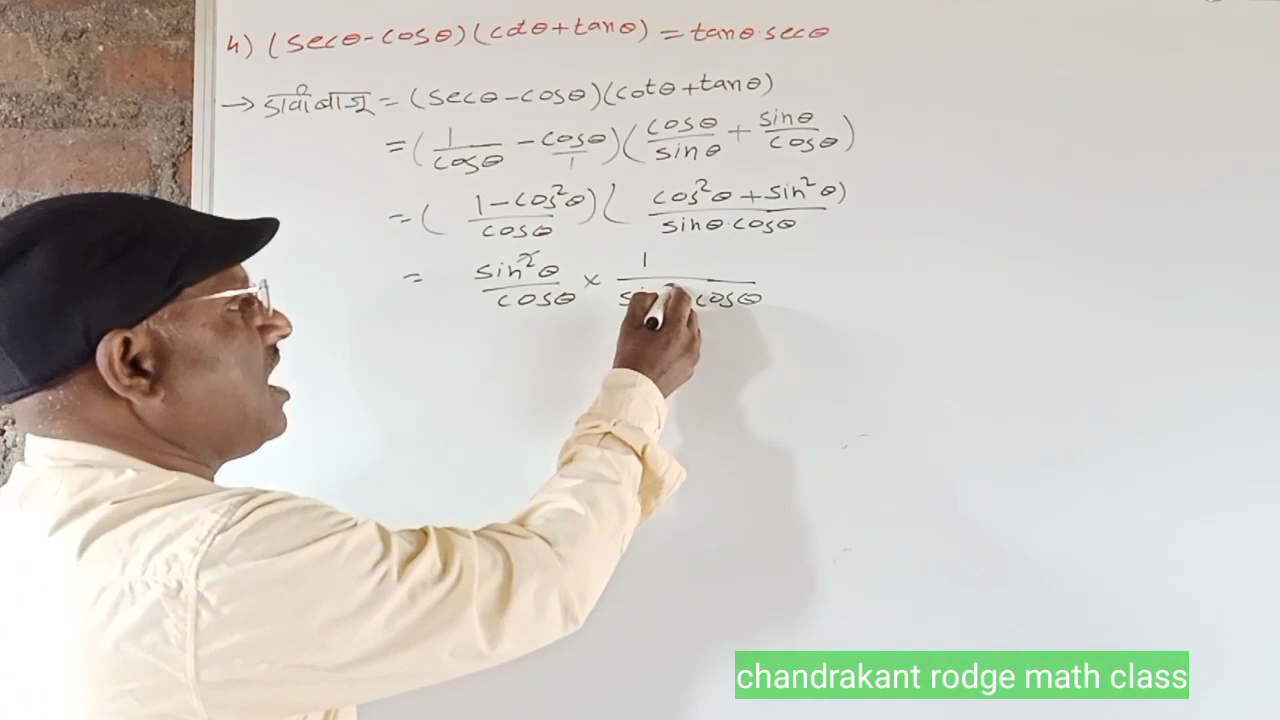 4) (secθ-cosθ)(cotθ+tanθ) = tanθ·secθ
→ डावी बाजू = (secθ-cosθ)(cotθ+tanθ)
= (1/cosθ - cosθ/1)(cosθ/sinθ + sinθ/cosθ)
= (1-cos²θ)/cosθ) (cos²θ+sin²θ)/sinθ·cosθ
= sin²θ/cosθ × 1/ cosθ
chandrakant rodge math class